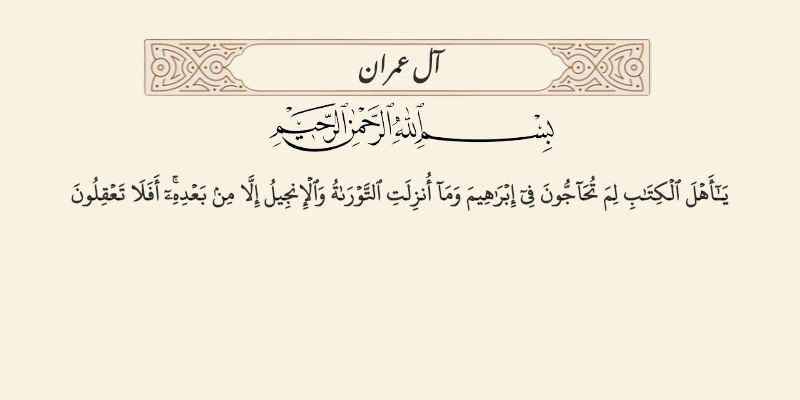 آل عمران
بِسْمِ ٱللَّهِ ٱلرَّحْمَٰنِ ٱلرَّحِيمِ
يَـٰٓأَهْلَ ٱلْكِتَـٰبِ لِمَ تُحَآجُّونَ فِىٓ إِبْرَٰهِيمَ وَمَآ أُنزِلَتِ ٱلتَّوْرَىٰةُ وَٱلْإِنجِيلُ إِلَّا مِنۢ بَعْدِهِۦٓ ۚ أَفَلَا تَعْقِلُونَ